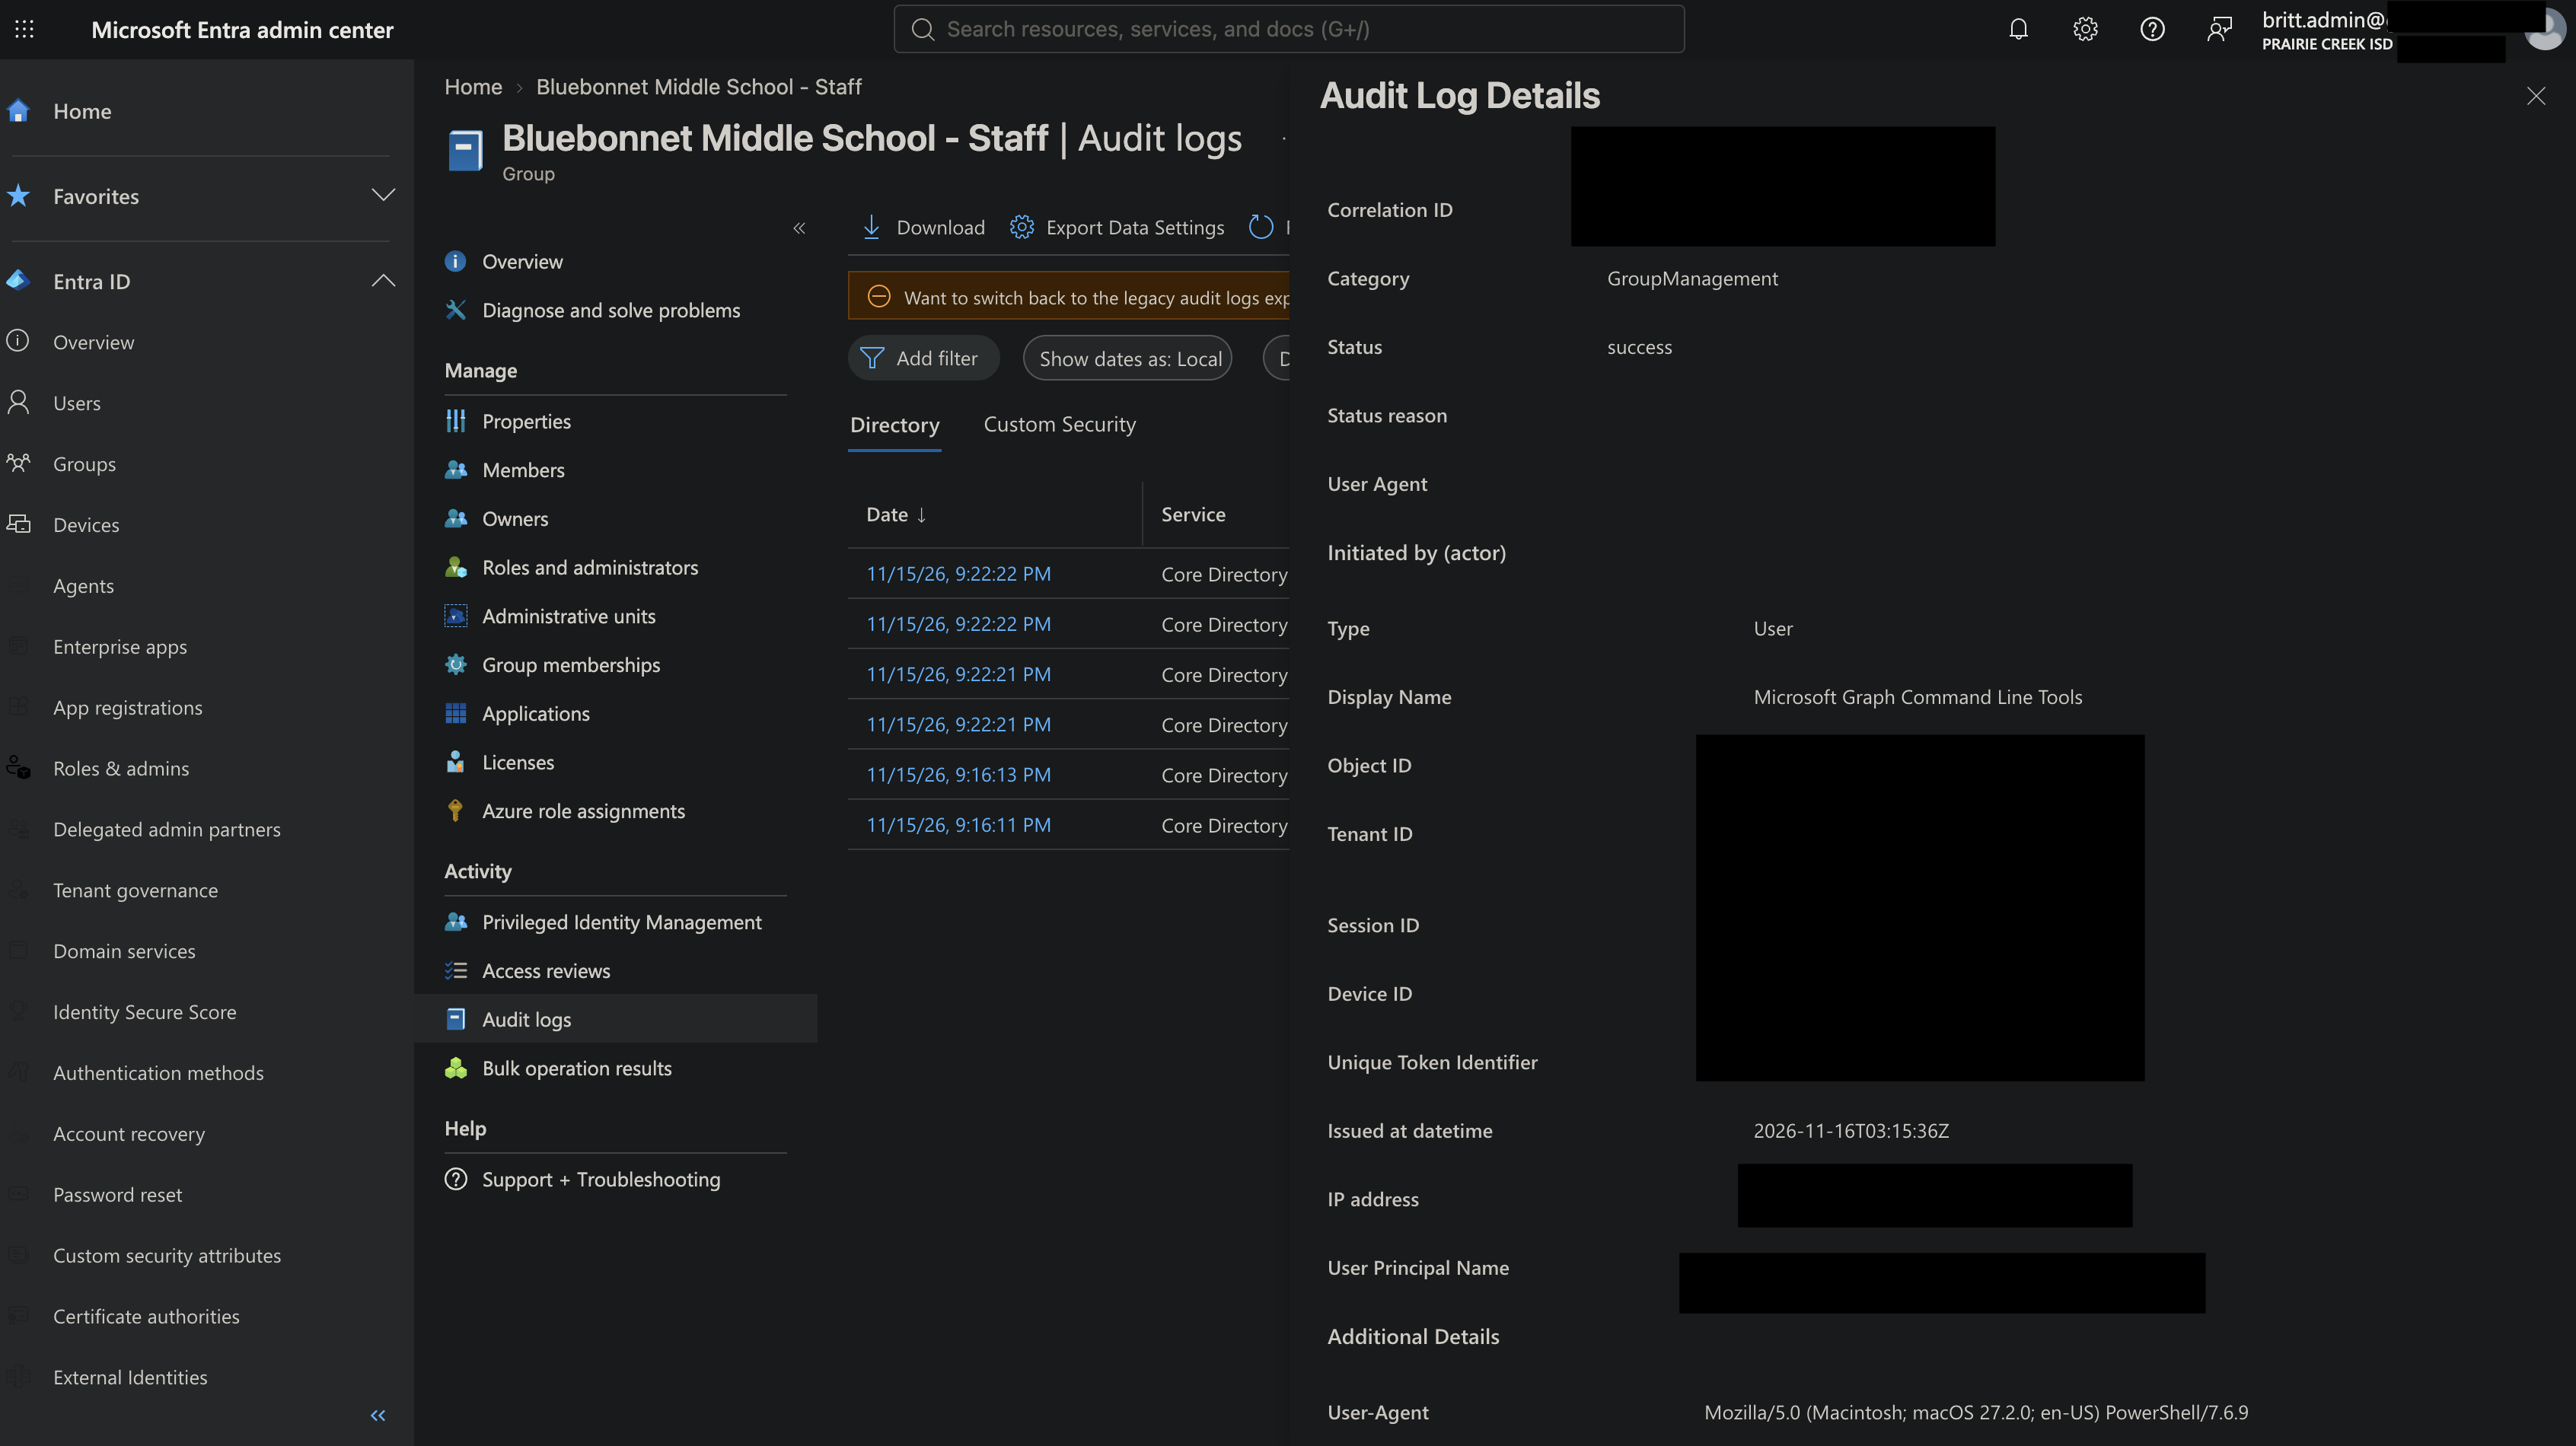 Microsoft Entra admin center
Search resources, services, and docs (G+/)
britt.admin@
PRAIRIE CREEK ISD
Home
Favorites
Entra ID
Overview
Users
Groups
Devices
Agents
Enterprise apps
App registrations
Roles & admins
Delegated admin partners
Tenant governance
Domain services
Identity Secure Score
Authentication methods
Account recovery
Password reset
Custom security attributes
Certificate authorities
External Identities
Home > Bluebonnet Middle School - Staff
Bluebonnet Middle School - Staff | Audit logs
Group
Overview
Diagnose and solve problems
Manage
Properties
Members
Owners
Roles and administrators
Administrative units
Group memberships
Applications
Licenses
Azure role assignments
Activity
Privileged Identity Management
Access reviews
Audit logs
Bulk operation results
Help
Support + Troubleshooting
Download
Export Data Settings
Want to switch back to the legacy audit logs exp
Add filter
Show dates as: Local
D
Directory
Custom Security
Date ↓ Service
11/15/26, 9:22:22 PM Core Directory
11/15/26, 9:22:22 PM Core Directory
11/15/26, 9:22:21 PM Core Directory
11/15/26, 9:22:21 PM Core Directory
11/15/26, 9:16:13 PM Core Directory
11/15/26, 9:16:11 PM Core Directory
Audit Log Details
Correlation ID
Category GroupManagement
Status success
Status reason
User Agent
Initiated by (actor)
Type User
Display Name Microsoft Graph Command Line Tools
Object ID
Tenant ID
Session ID
Device ID
Unique Token Identifier
Issued at datetime 2026-11-16T03:15:36Z
IP address
User Principal Name
Additional Details
User-Agent Mozilla/5.0 (Macintosh; macOS 27.2.0; en-US) PowerShell/7.6.9